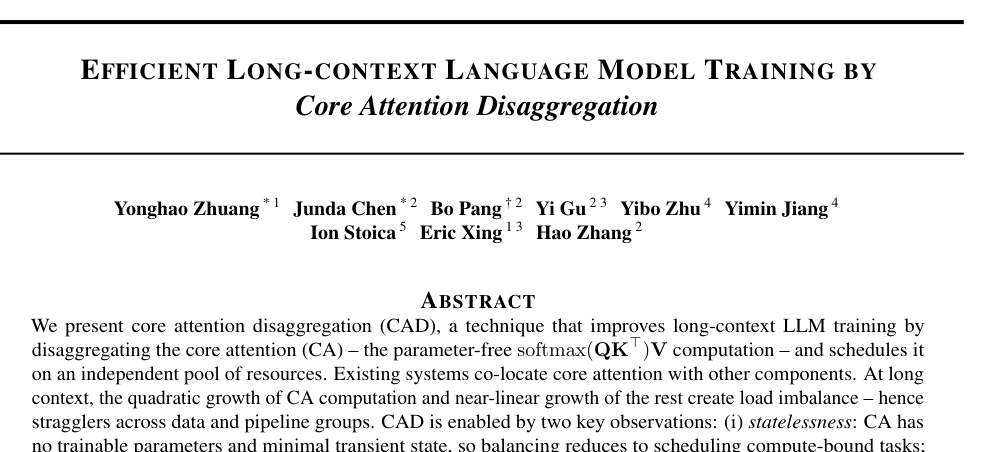 EFFICIENT LONG-CONTEXT LANGUAGE MODEL TRAINING BY
Core Attention Disaggregation
Yonghao Zhuang * 1 Junda Chen * 2 Bo Pang † 2 Yi Gu 2 3 Yibo Zhu 4 Yimin Jiang 4
Ion Stoica 5 Eric Xing 1 3 Hao Zhang 2
ABSTRACT
We present core attention disaggregation (CAD), a technique that improves long-context LLM training by
disaggregating the core attention (CA) – the parameter-free softmax(QK⊤)V computation – and schedules it
on an independent pool of resources. Existing systems co-locate core attention with other components. At long
context, the quadratic growth of CA computation and near-linear growth of the rest create load imbalance – hence
stragglers across data and pipeline groups. CAD is enabled by two key observations: (i) statelessness: CA has
no trainable parameters and minimal transient state, so balancing reduces to scheduling compute-bound tasks;